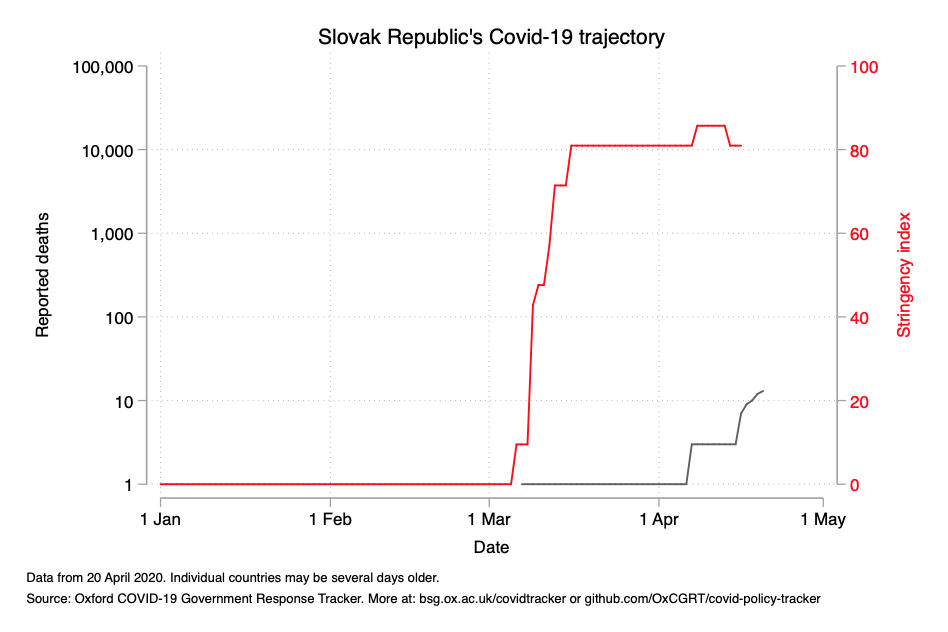 Slovak Republic's Covid-19 trajectory
100,000
10,000
1,000
100
10
1
Reported deaths
100
80
60
40
20
0
Stringency index
1 Jan
1 Feb
1 Mar
1 Apr
1 May
Date
Data from 20 April 2020. Individual countries may be several days older.
Source: Oxford COVID-19 Government Response Tracker. More at: bsg.ox.ac.uk/covidtracker or github.com/OxCGRT/covid-policy-tracker